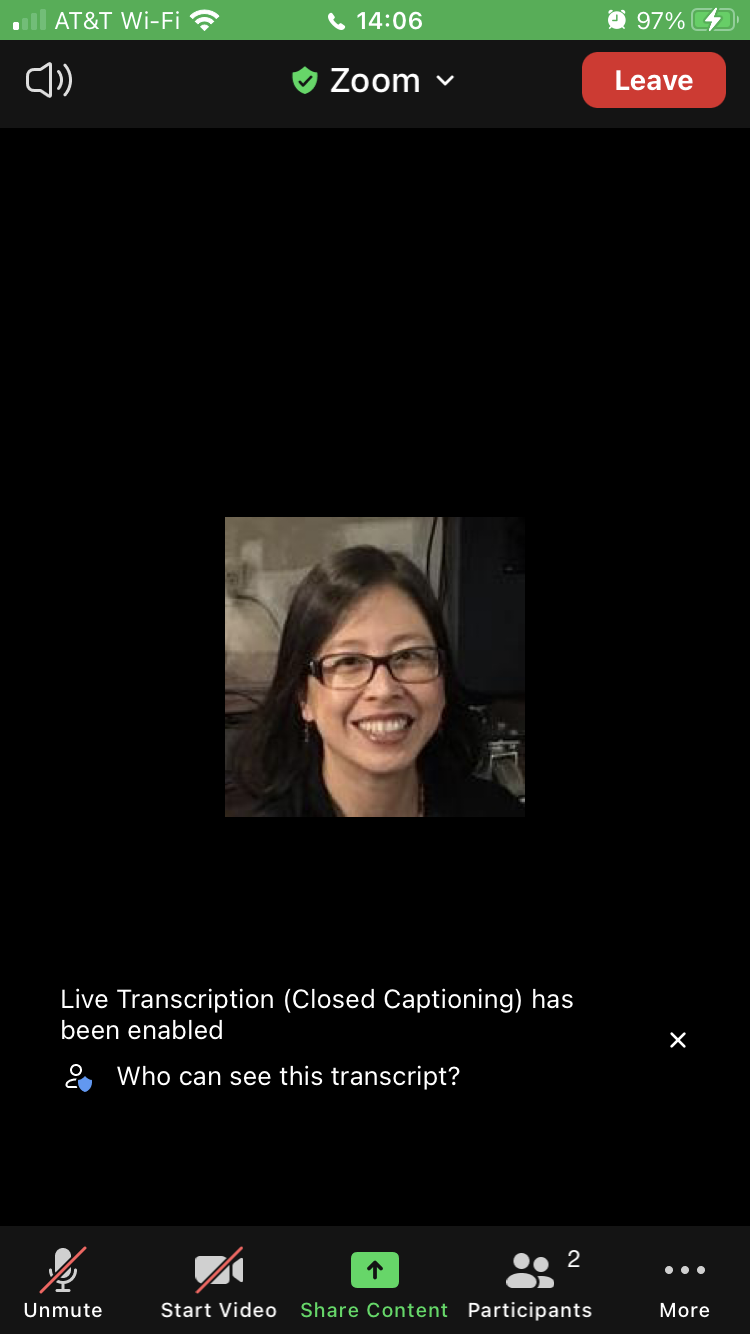 AT&T Wi-Fi 14:06 97%
Zoom Leave
Live Transcription (Closed Captioning) has
been enabled
Who can see this transcript?
2
Unmute Start Video Share Content Participants More